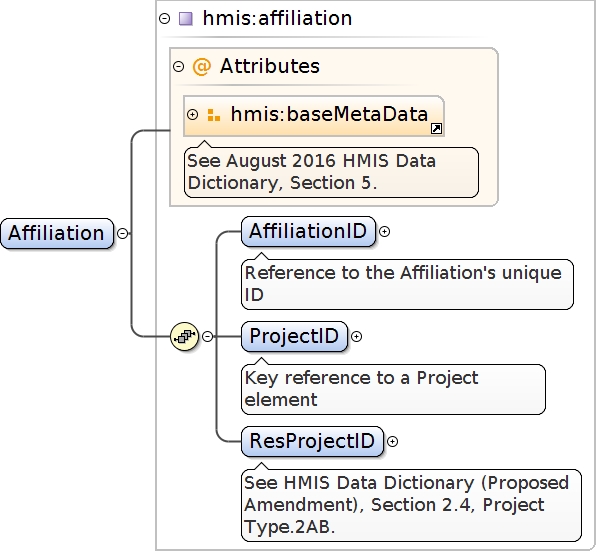 hmis:affiliation
@ Attributes
hmis:baseMetaData
See August 2016 HMIS Data
Dictionary, Section 5.
Affiliation
AffiliationID
Reference to the Affiliation's unique
ID
ProjectID
Key reference to a Project
element
ResProjectID
See HMIS Data Dictionary (Proposed
Amendment), Section 2.4, Project
Type.2AB.